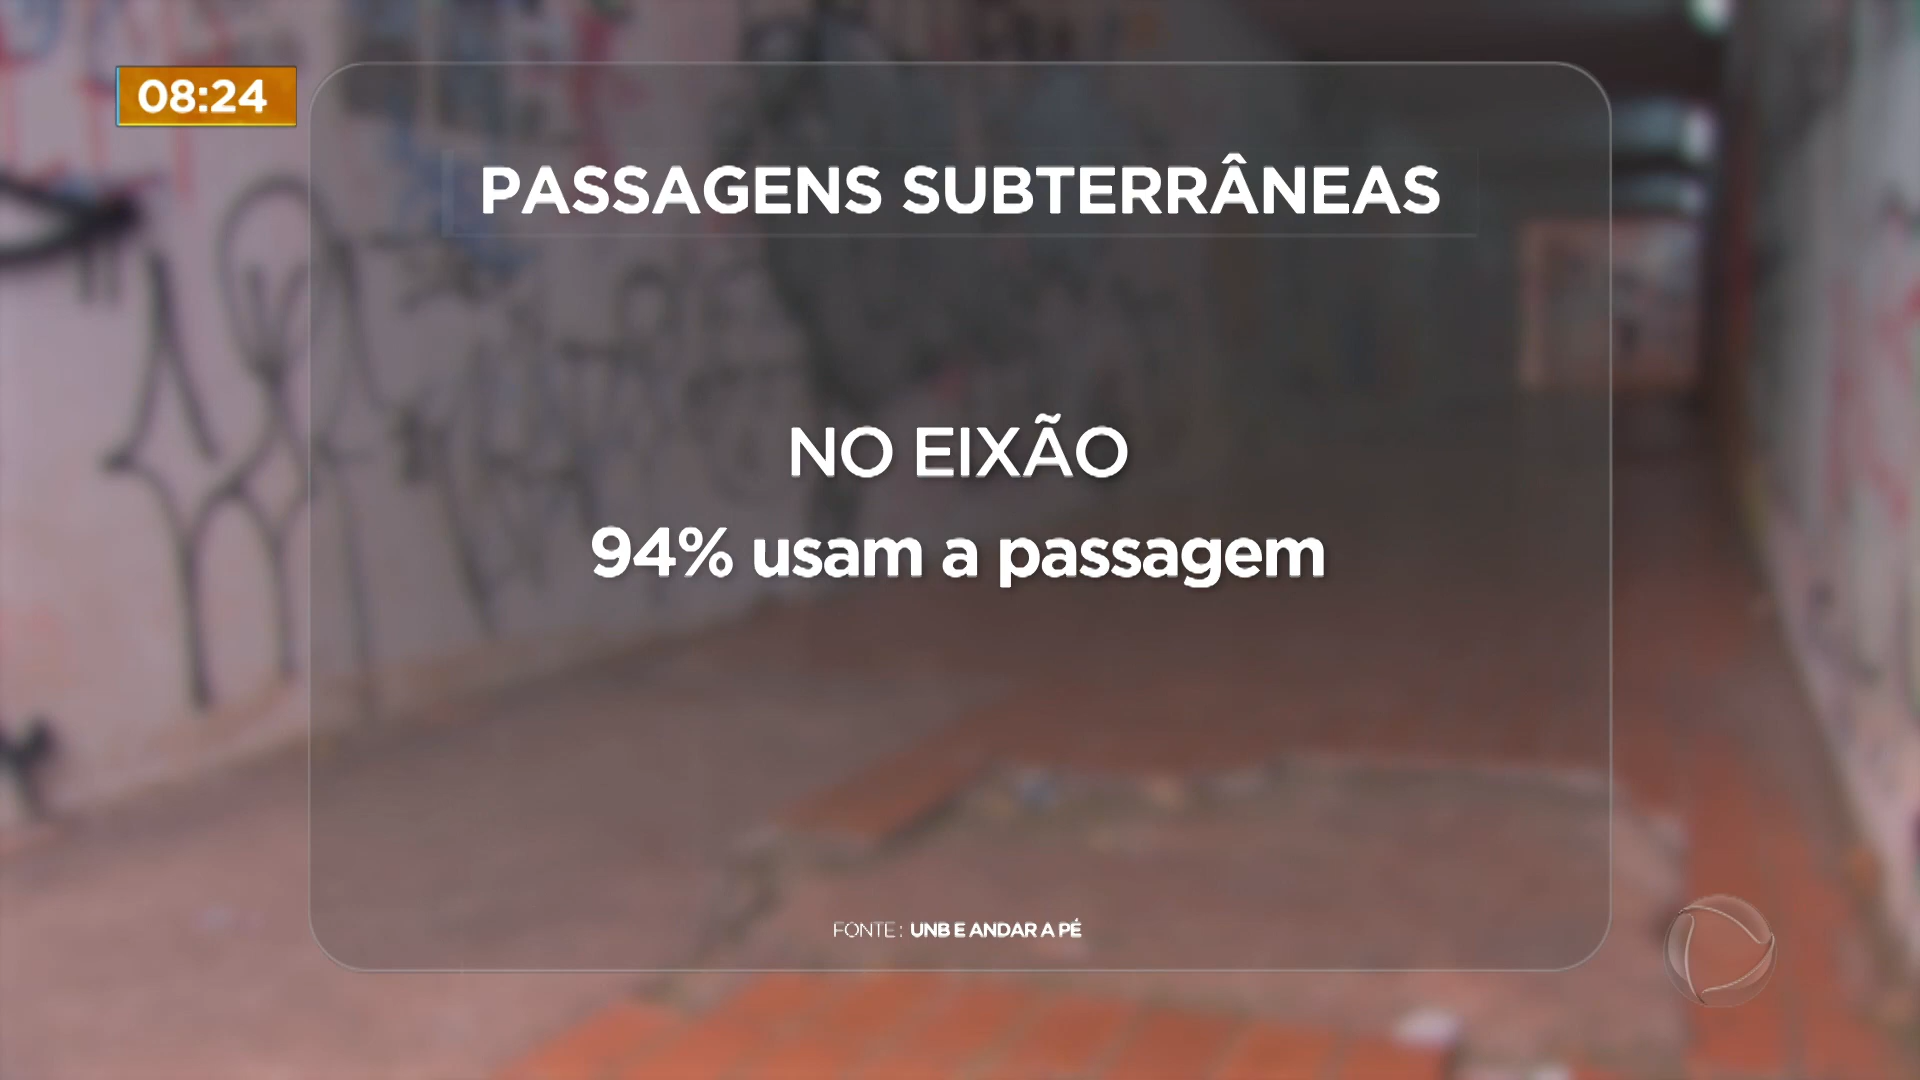 08:24
PASSAGENS SUBTERRÂNEAS
NO EIXÃO
94% usam a passagem
FONTE: UNB E ANDAR A PÉ